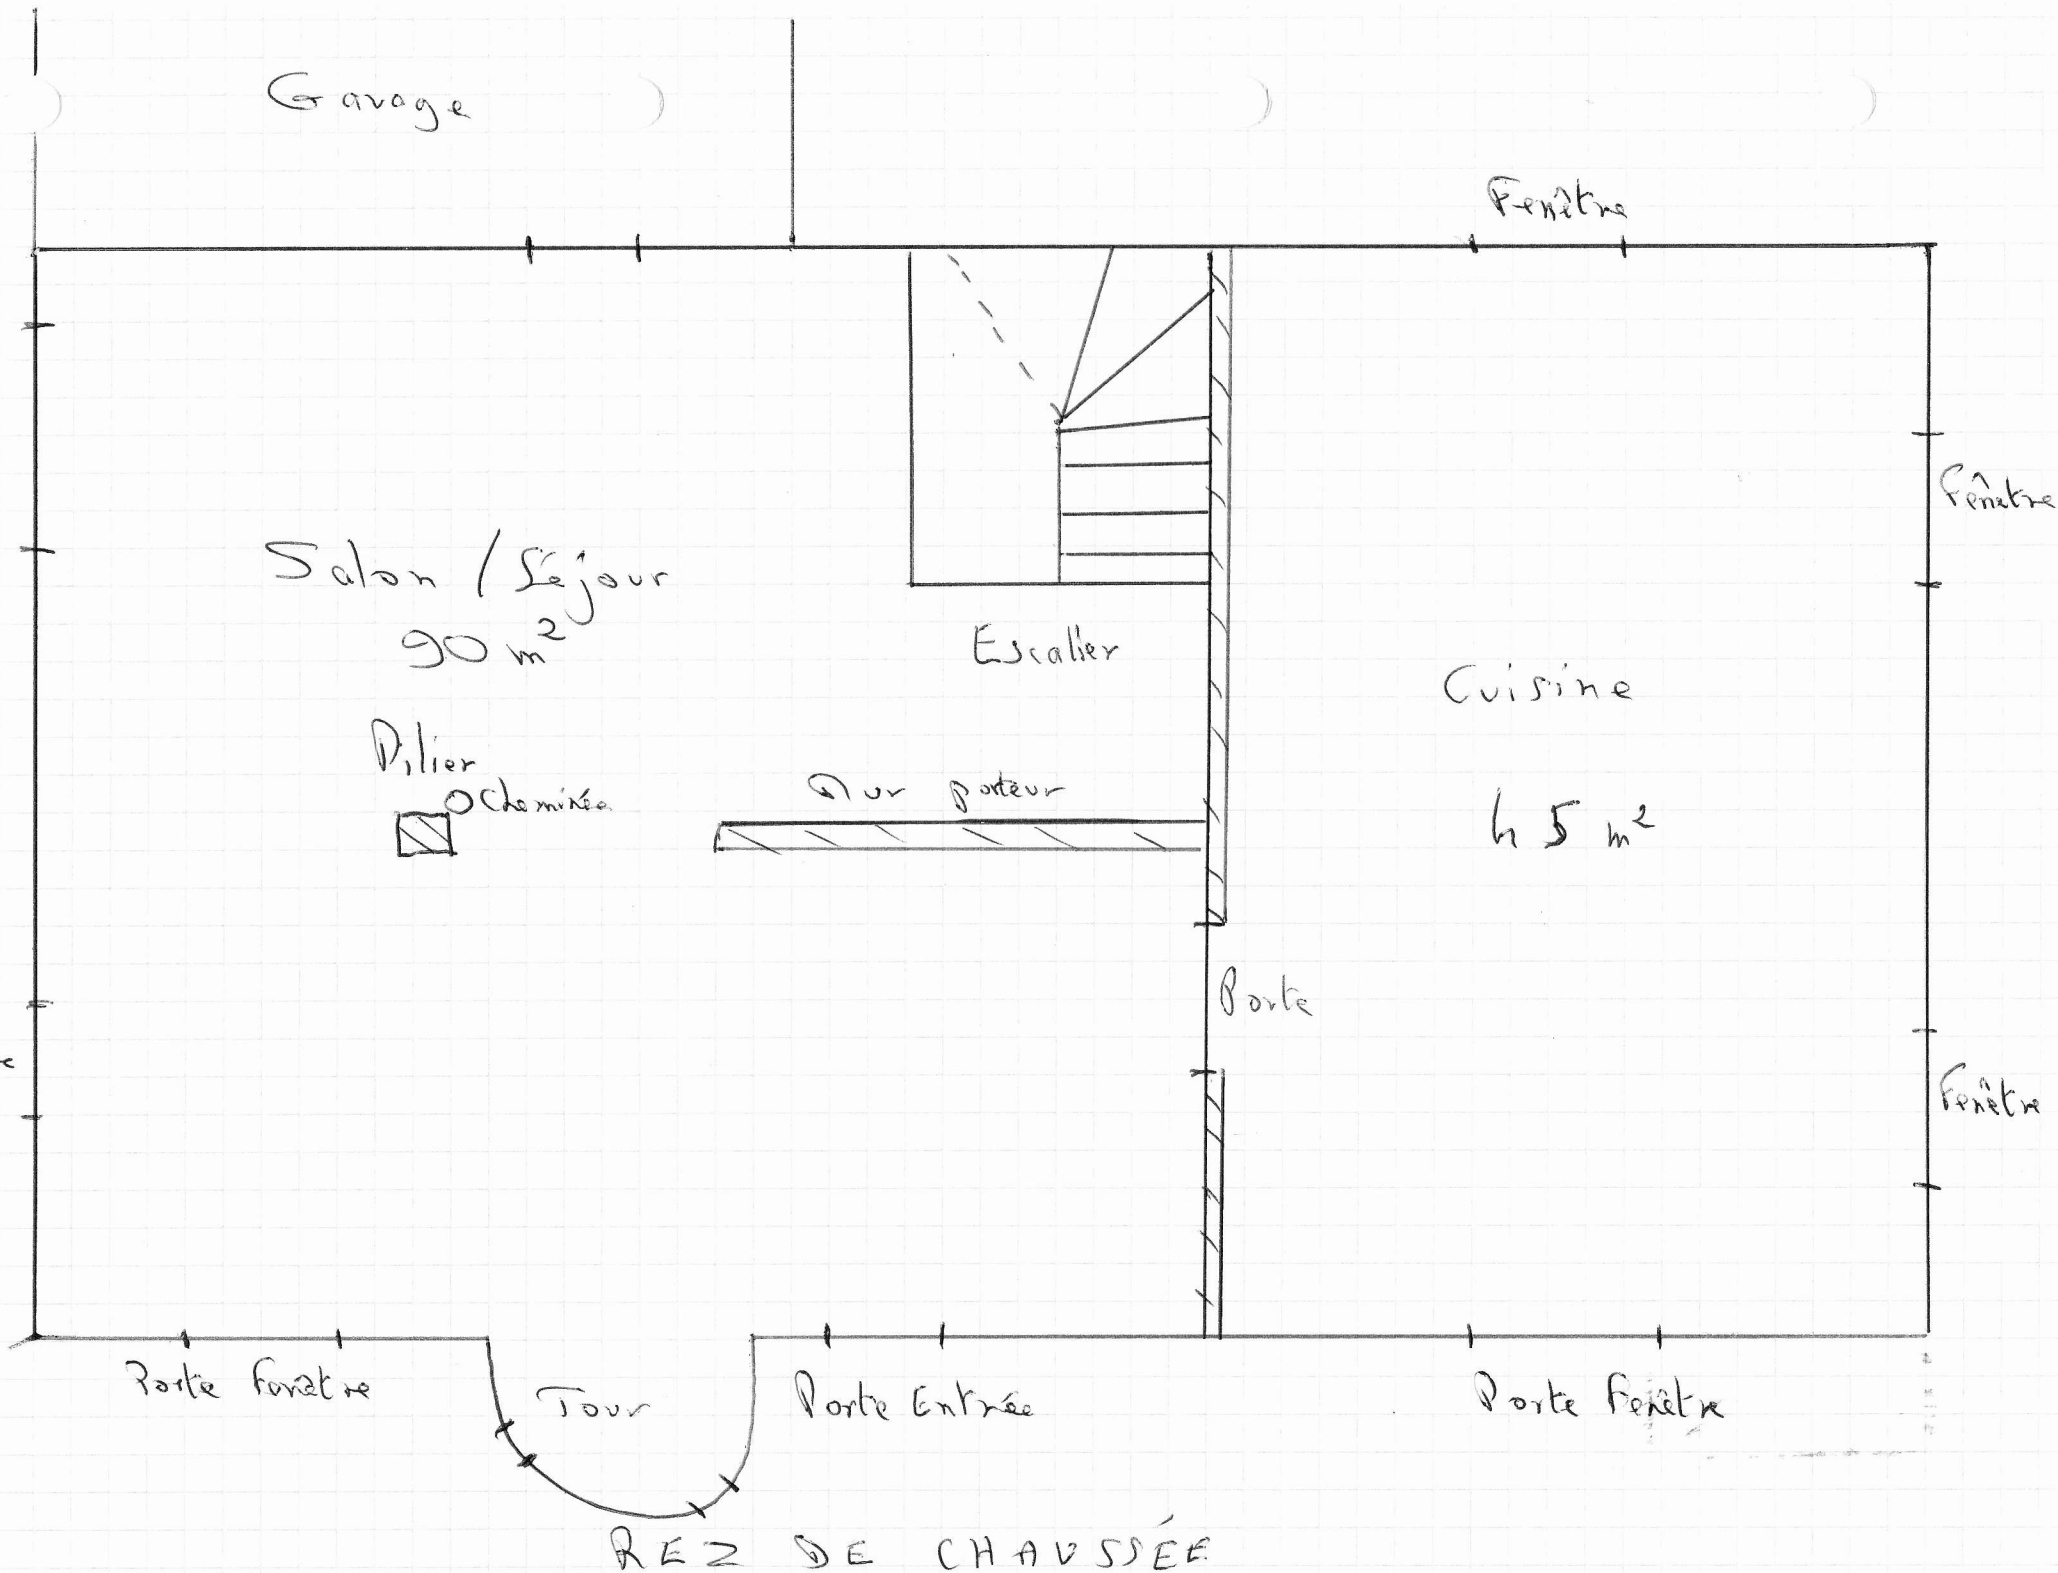 Garage
Fenêtre
Fenêtre
Salon / Séjour
90 m²
Escalier
Cuisine
Pilier
Cheminée
Mur porteur
45 m²
Porte
Fenêtre
Porte Fenêtre
Tour
Porte Entrée
Porte Fenêtre
REZ DE CHAUSSÉE